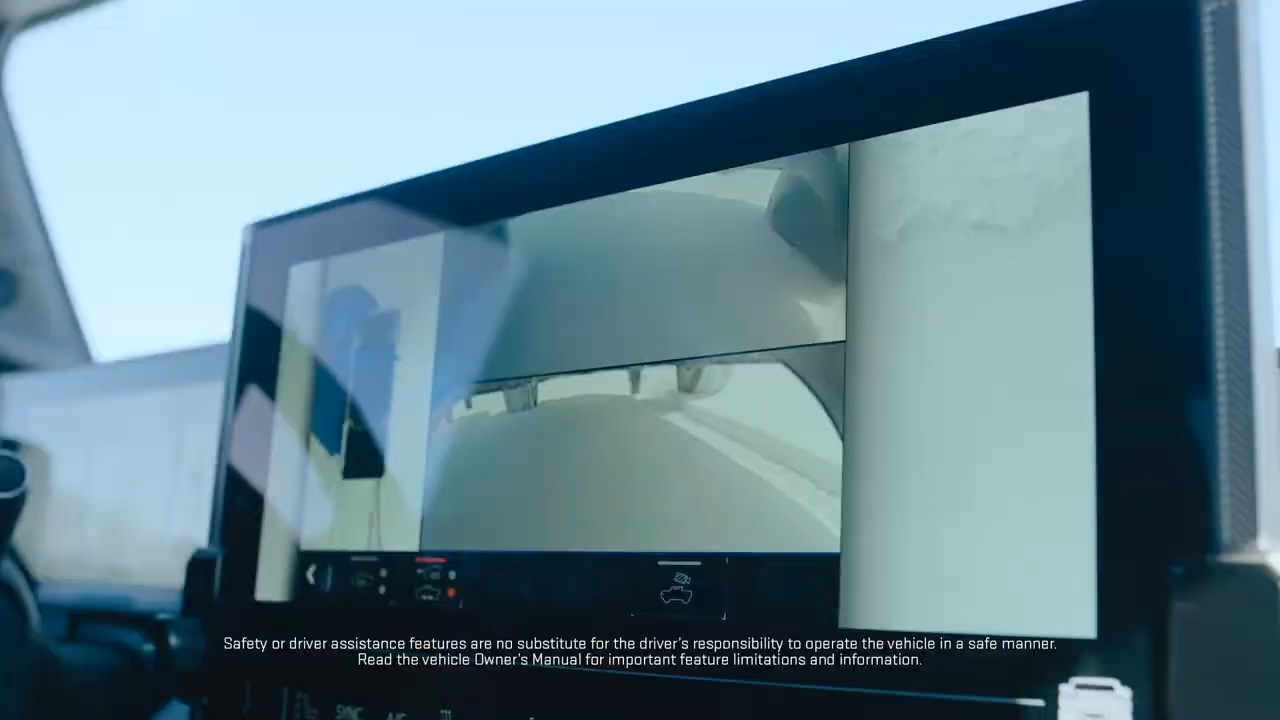 Safety or driver assistance features are no substitute for the driver's responsibility to operate the vehicle in a safe manner.
Read the vehicle Owner's Manual for important feature limitations and information.
SYNC A/C